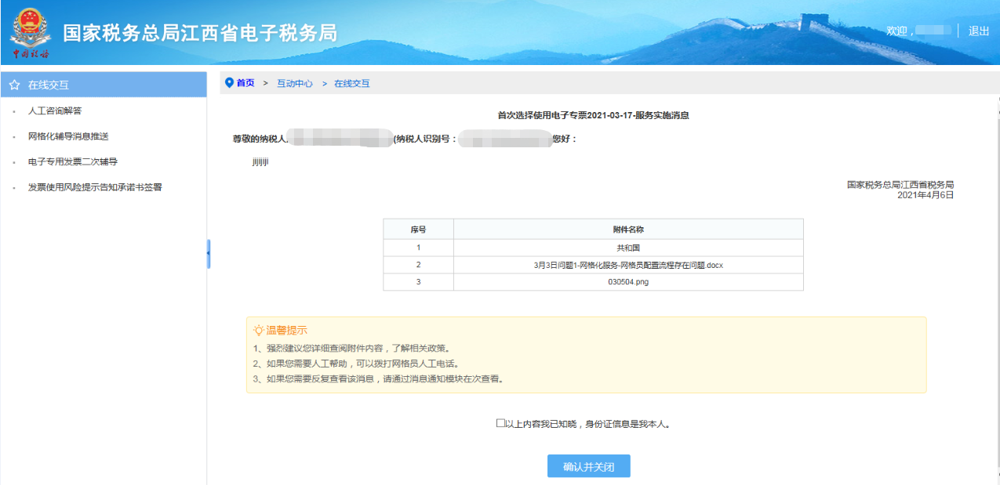 国家税务总局江西省电子税务局
中国税务
欢迎, 退出
在线交互
人工咨询解答
网格化辅导消息推送
电子专用发票二次辅导
发票使用风险提示告知承诺书签署
首页 > 互动中心 > 在线交互
首次选择使用电子专票2021-03-17-服务实施消息
尊敬的纳税人 (纳税人识别号: 您好:
jijijiji
国家税务总局江西省税务局
2021年4月6日
序号 附件名称
1 共和国
2 3月3日问题1-网格化服务-网格员配置流程存在问题.docx
3 030504.png
温馨提示
1、强烈建议您详细查阅附件内容,了解相关政策。
2、如果您需要人工帮助,可以拨打网格员人工电话。
3、如果您需要反复查看该消息,请通过消息通知模块在次查看。
以上内容我已知晓,身份证信息是我本人。
确认并关闭